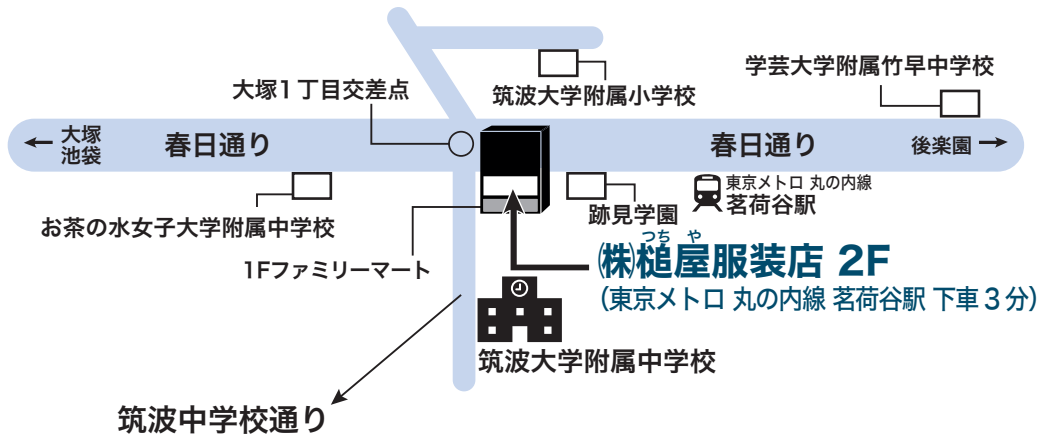 学芸大学附属竹早中学校
大塚1丁目交差点
筑波大学附属小学校
← 大塚
池袋
春日通り
春日通り
後楽園 →
東京メトロ 丸の内線
茗荷谷駅
跡見学園
お茶の水女子大学附属中学校
1Fファミリーマート
つち や
㈱槌屋服装店 2F
（東京メトロ 丸の内線 茗荷谷駅 下車3分）
筑波大学附属中学校
筑波中学校通り